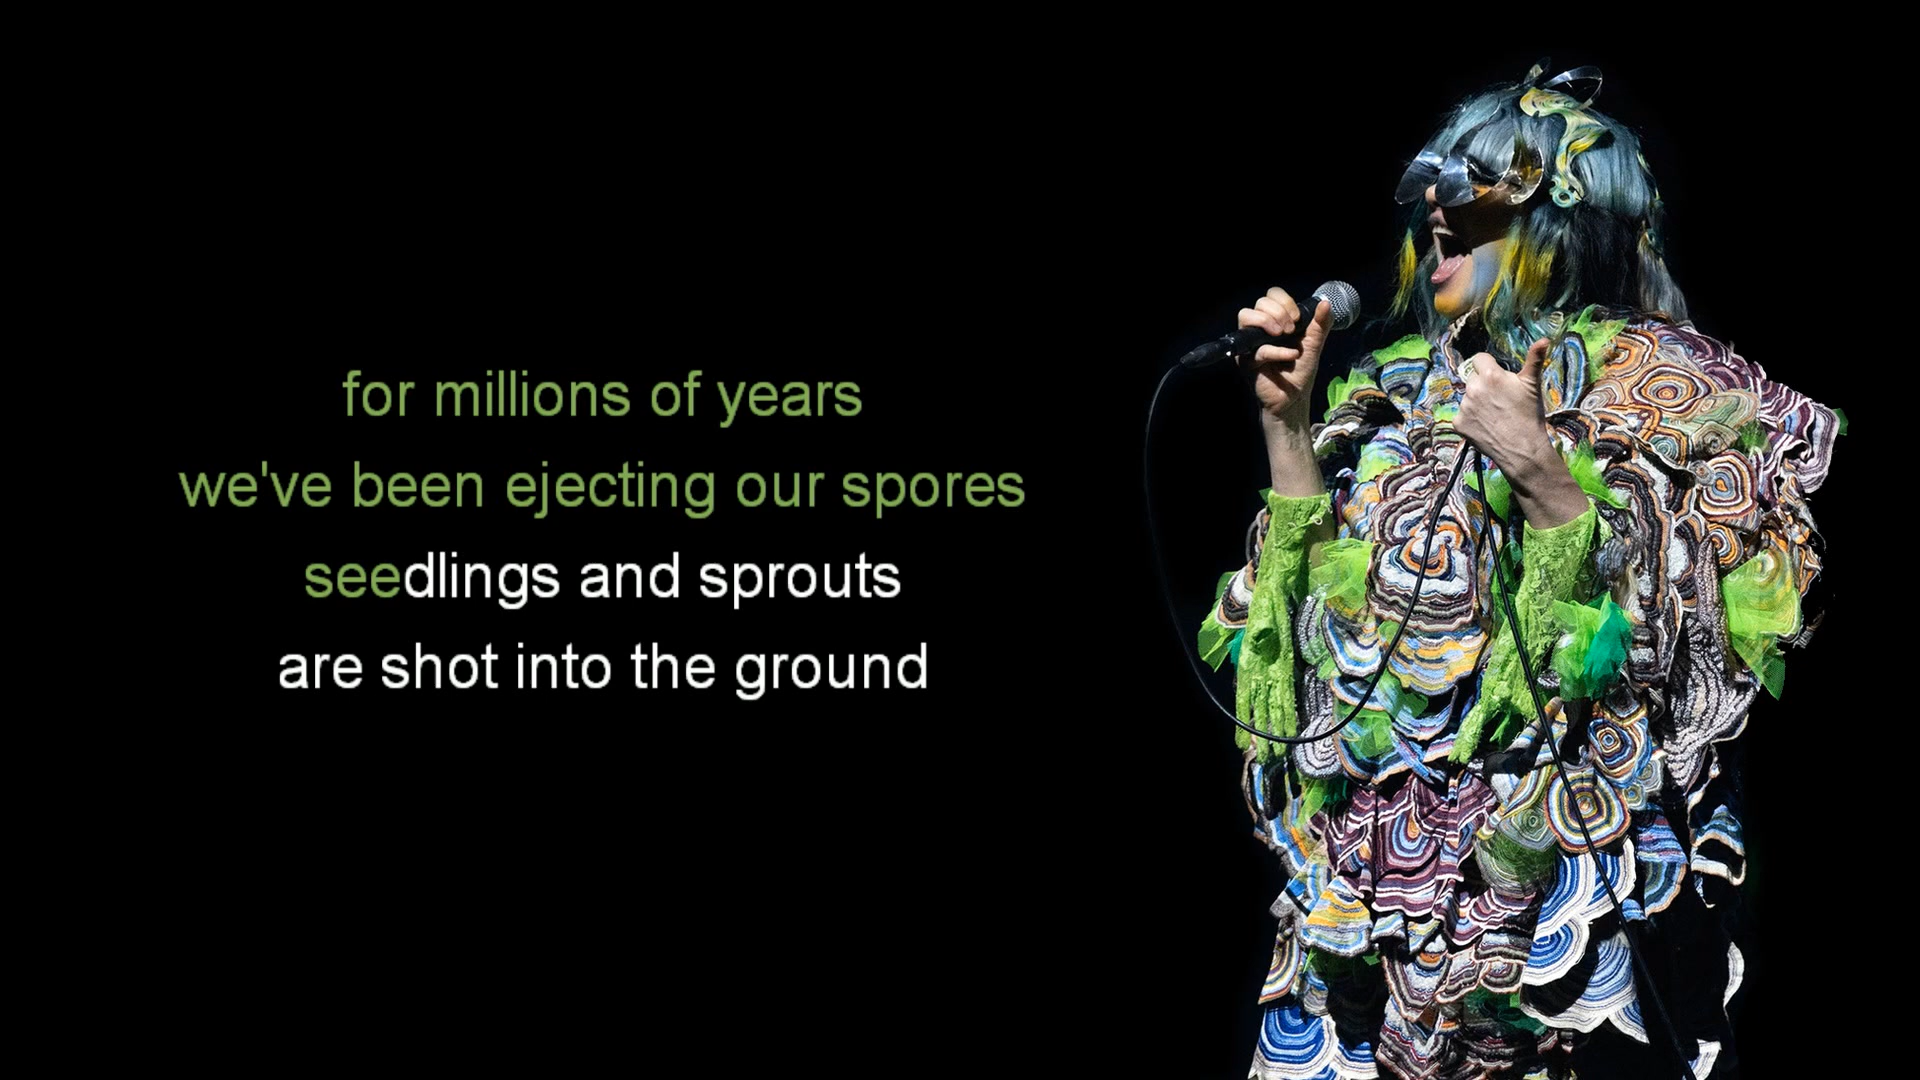 for millions of years
we've been ejecting our spores
seedlings and sprouts
are shot into the ground